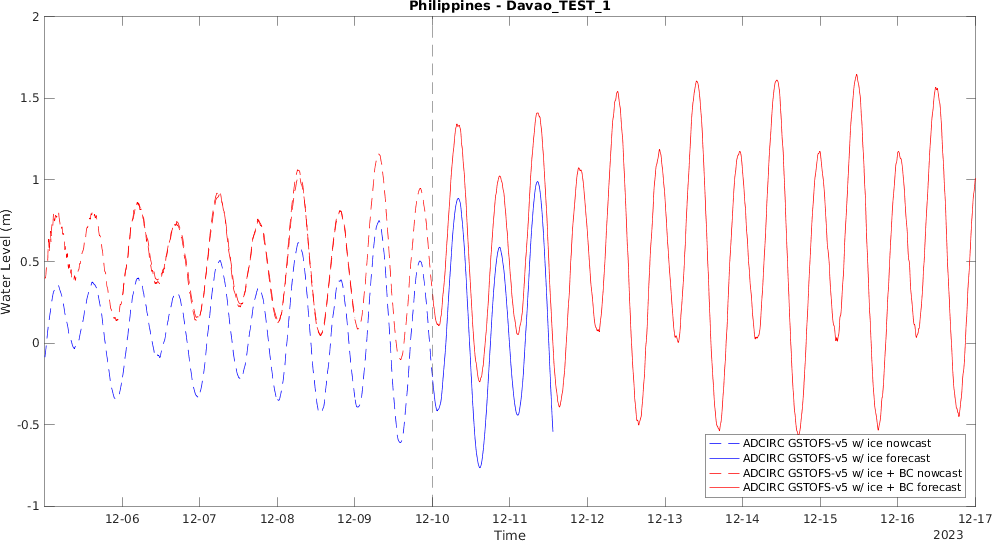 Philippines - Davao_TEST_1
2
1.5
1
0.5
0
-0.5
-1
Water Level (m)
12-06 12-07 12-08 12-09 12-10 12-11 12-12 12-13 12-14 12-15 12-16 12-17
Time
2023
ADCIRC GSTOFS-v5 w/ ice nowcast
ADCIRC GSTOFS-v5 w/ ice forecast
ADCIRC GSTOFS-v5 w/ ice + BC nowcast
ADCIRC GSTOFS-v5 w/ ice + BC forecast